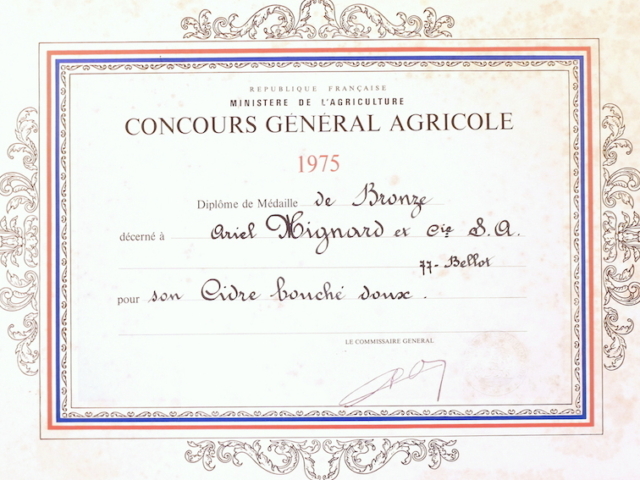 REPUBLIQUE FRANÇAISE
MINISTERE DE L'AGRICULTURE
CONCOURS GÉNÉRAL AGRICOLE
1975
Diplôme de Médaille de Bronze
décerné à Ariel Mignard et Cie S.A.
77 - Bellot
pour son Cidre bouché doux.
LE COMMISSAIRE GENERAL